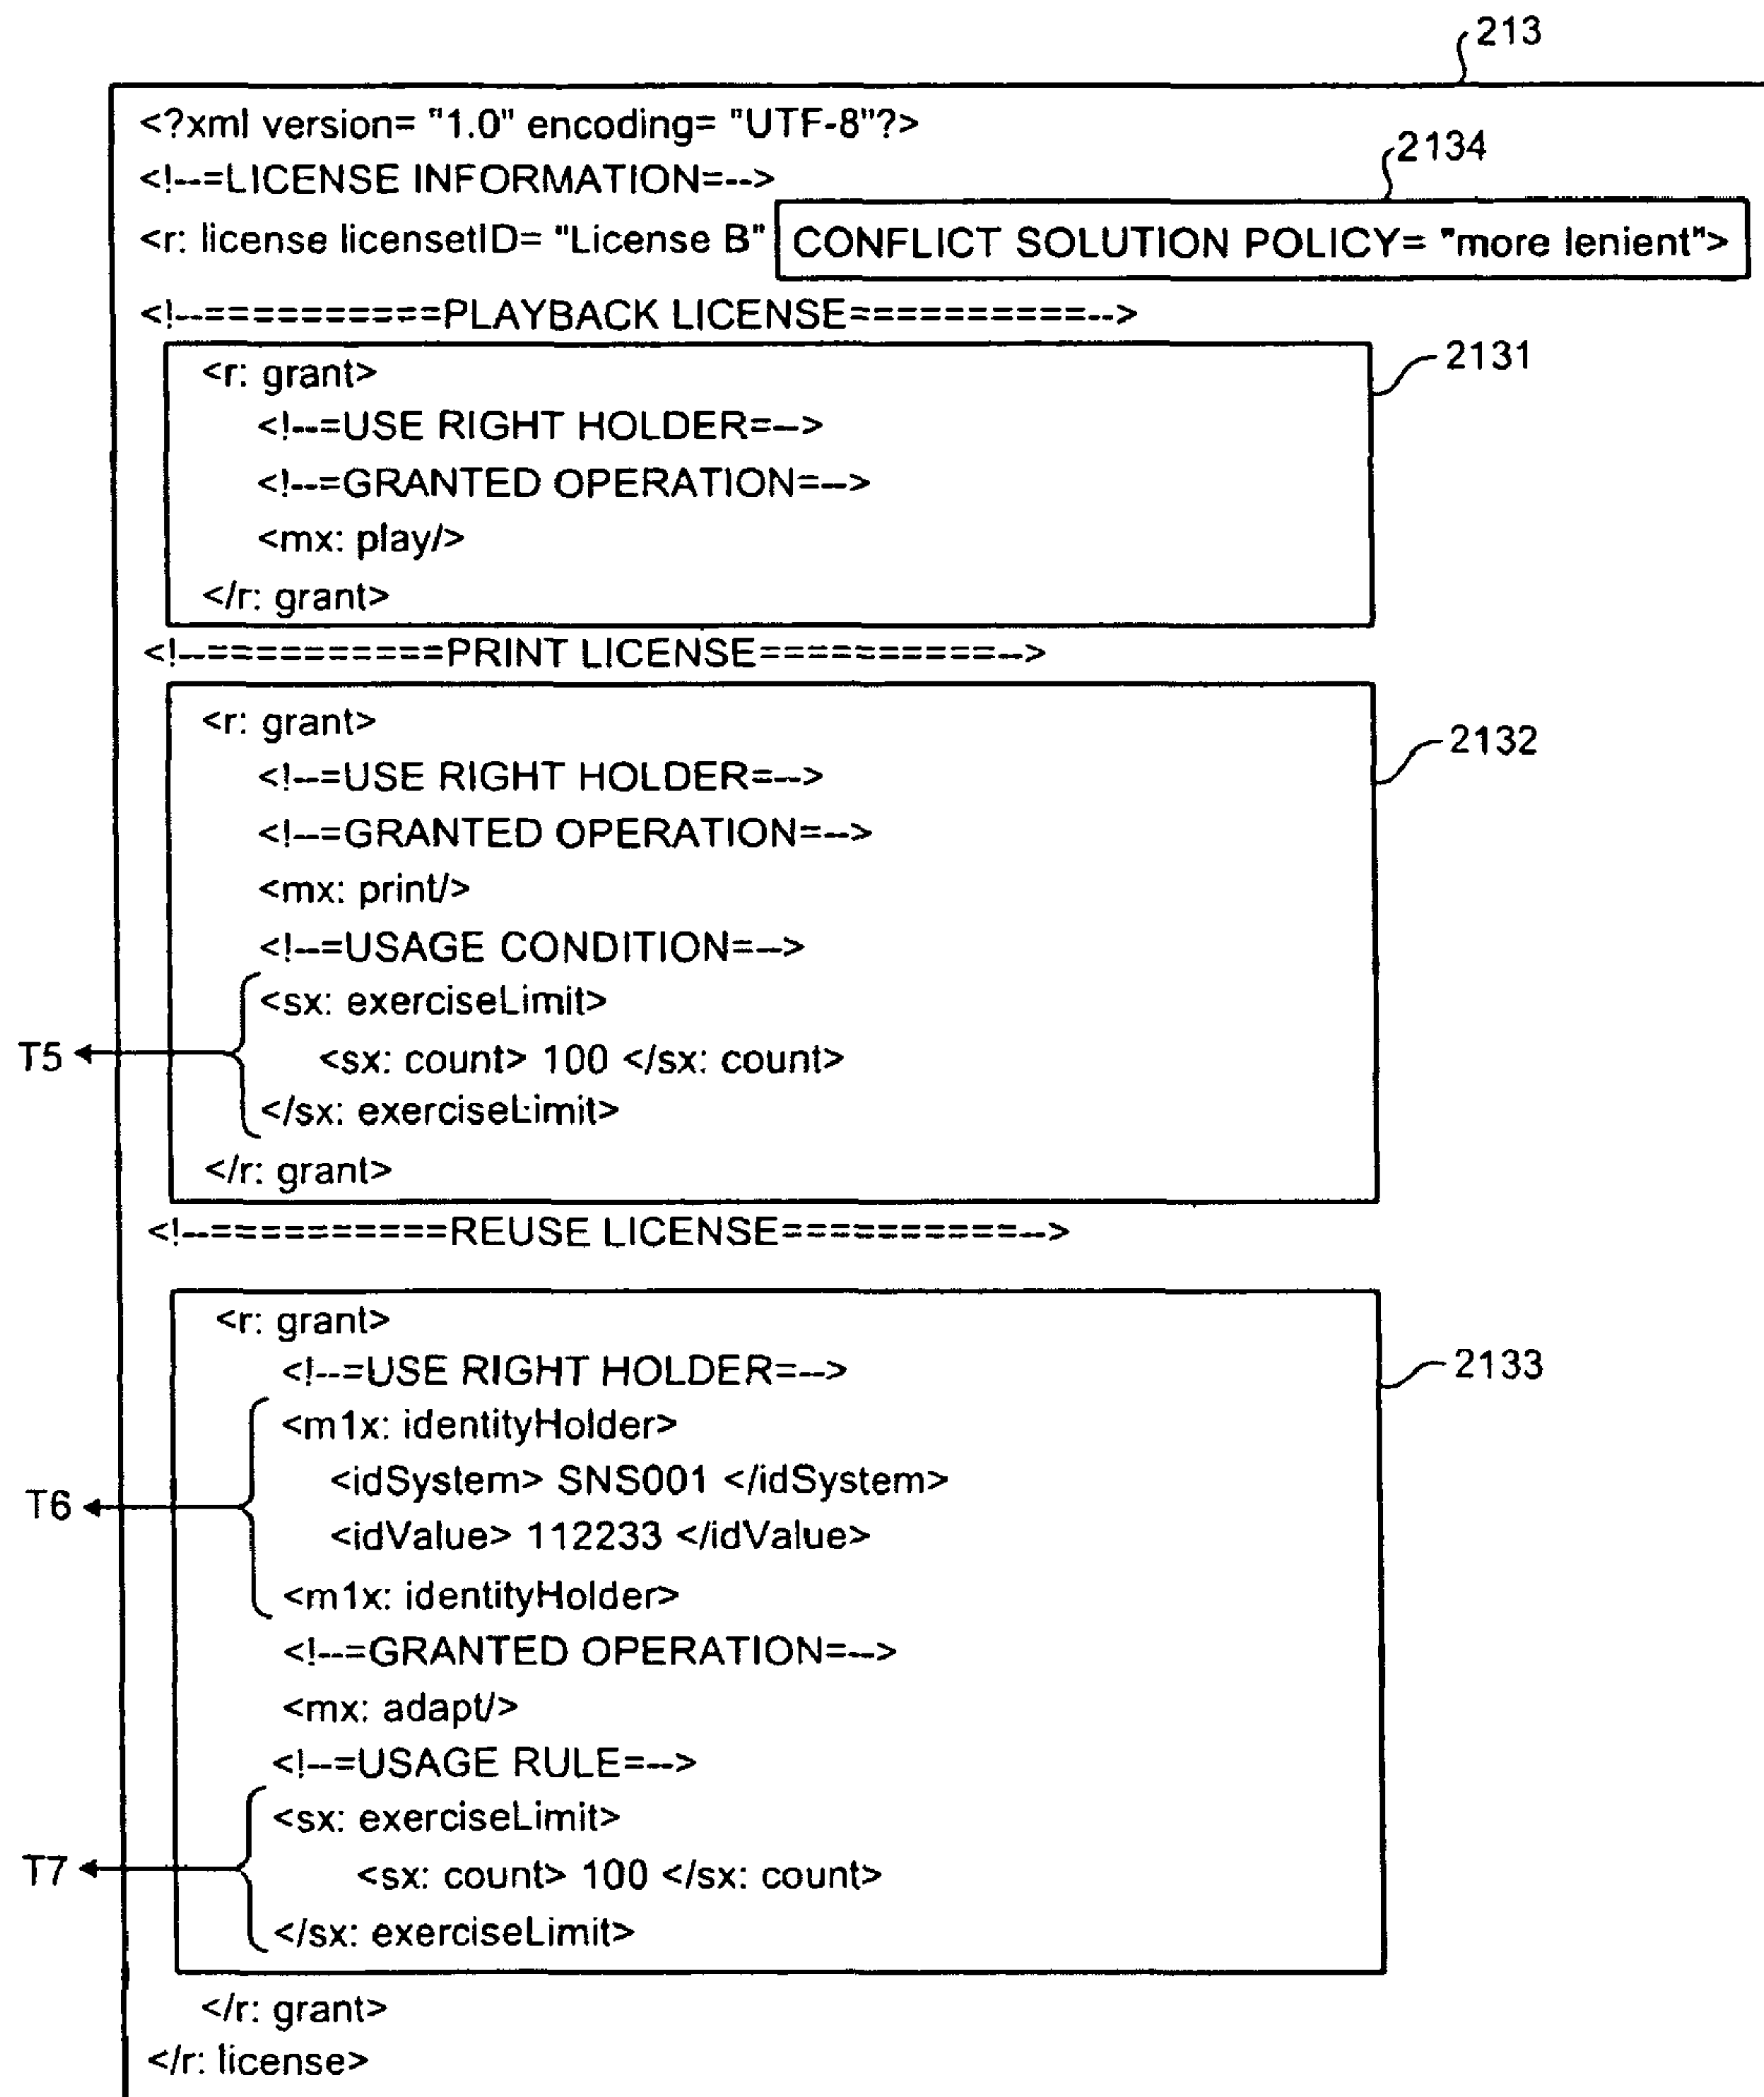 213
<?xml version= "1.0" encoding= "UTF-8"?>
2134
<!--=LICENSE INFORMATION=-->
<r: license licensetID= "License B" CONFLICT SOLUTION POLICY= "more lenient">
<!--==========PLAYBACK LICENSE==========-->
2131
<r: grant>
<!--=USE RIGHT HOLDER=-->
<!--=GRANTED OPERATION=-->
<mx: play/>
</r: grant>
<!--==========PRINT LICENSE==========-->
<r: grant>
2132
<!--=USE RIGHT HOLDER=-->
<!--=GRANTED OPERATION=-->
<mx: print/>
<!--=USAGE CONDITION=-->
<sx: exerciseLimit>
T5 <sx: count> 100 </sx: count>
</sx: exerciseLimit>
</r: grant>
<!--==========REUSE LICENSE==========-->
<r: grant>
<!--=USE RIGHT HOLDER=-->
2133
<m1x: identityHolder>
<idSystem> SNS001 </idSystem>
T6
<idValue> 112233 </idValue>
<m1x: identityHolder>
<!--=GRANTED OPERATION=-->
<mx: adapt/>
<!--=USAGE RULE=-->
<sx: exerciseLimit>
T7 <sx: count> 100 </sx: count>
</sx: exerciseLimit>
</r: grant>
</r: license>